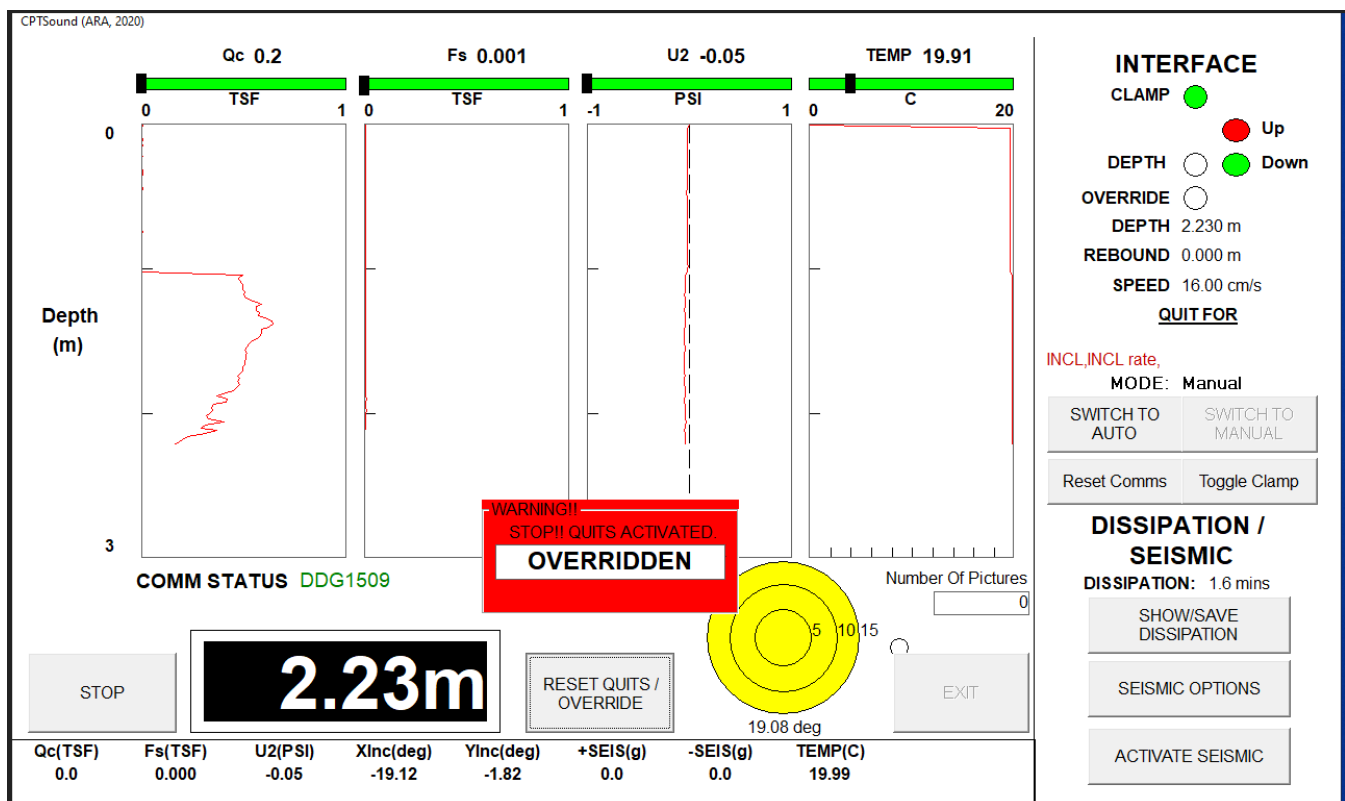 CPTSound (ARA, 2020)
Qc 0.2 Fs 0.001 U2 -0.05 TEMP 19.91
TSF TSF PSI C
0 1 0 1 -1 1 0 20
0
Depth
(m)
3
COMM STATUS DDG1509
WARNING!!
STOP!! QUITS ACTIVATED.
OVERRIDDEN
Number Of Pictures
0
5 10 15
19.08 deg
STOP
2.23m
RESET QUITS /
OVERRIDE
EXIT
Qc(TSF) Fs(TSF) U2(PSI) XInc(deg) YInc(deg) +SEIS(g) -SEIS(g) TEMP(C)
0.0 0.000 -0.05 -19.12 -1.82 0.0 0.0 19.99
INTERFACE
CLAMP
Up
DEPTH Down
OVERRIDE
DEPTH 2.230 m
REBOUND 0.000 m
SPEED 16.00 cm/s
QUIT FOR
INCL,INCL rate,
MODE: Manual
SWITCH TO
AUTO
SWITCH TO
MANUAL
Reset Comms Toggle Clamp
DISSIPATION /
SEISMIC
DISSIPATION: 1.6 mins
SHOW/SAVE
DISSIPATION
SEISMIC OPTIONS
ACTIVATE SEISMIC